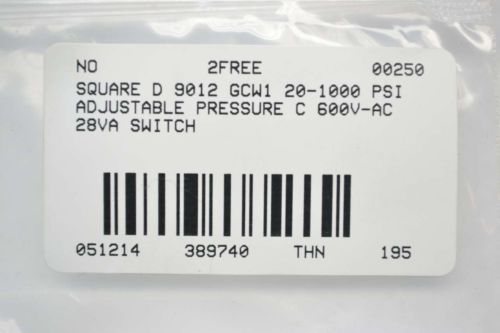 NO 2FREE 00250
SQUARE D 9012 GCW1 20-1000 PSI
ADJUSTABLE PRESSURE C 600V-AC
28VA SWITCH
051214 389740 THN 195